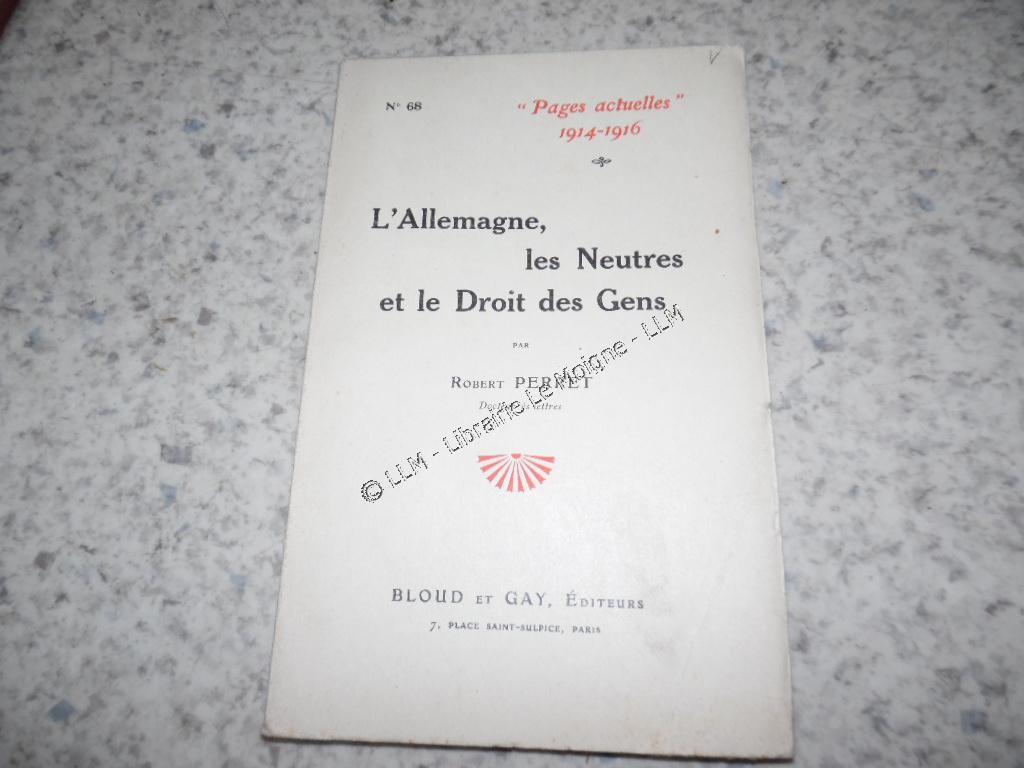 N° 68
" Pages actuelles "
1914-1916
L'Allemagne,
les Neutres
et le Droit des Gens
PAR
ROBERT PERRET
lettres
© LLM - Librairie Le Moigne - LLM
BLOUD ET GAY, ÉDITEURS
7, PLACE SAINT-SULPICE, PARIS